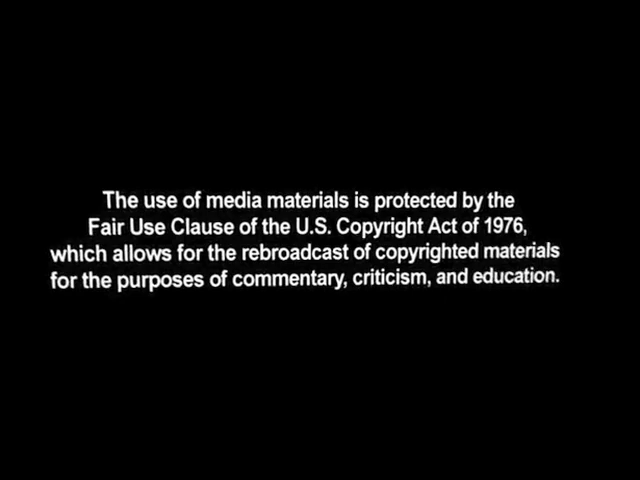 The use of media materials is protected by the
Fair Use Clause of the U.S. Copyright Act of 1976,
which allows for the rebroadcast of copyrighted materials
for the purposes of commentary, criticism, and education.